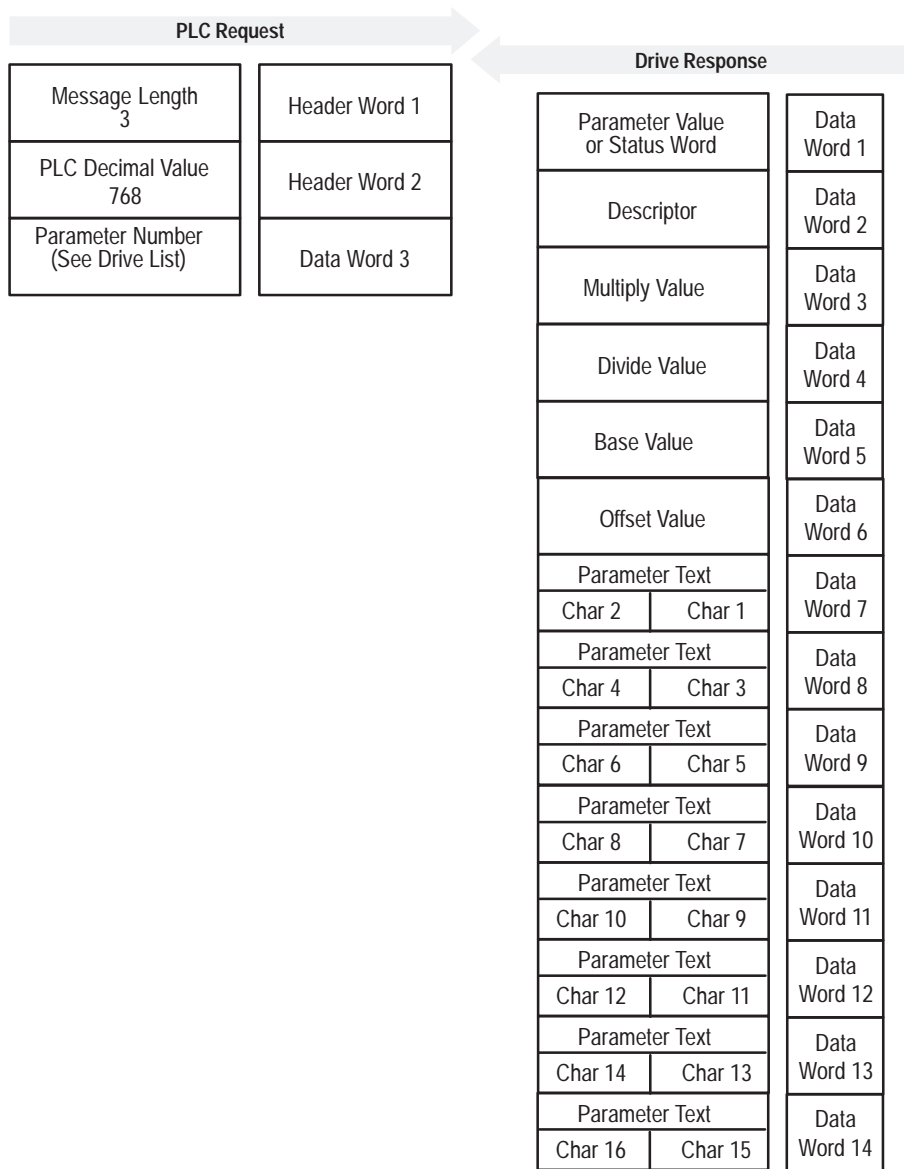 PLC Request
Drive Response
Message Length
3
Header Word 1
PLC Decimal Value
768
Header Word 2
Parameter Number
(See Drive List)
Data Word 3
Parameter Value
or Status Word
Data
Word 1
Descriptor
Data
Word 2
Multiply Value
Data
Word 3
Divide Value
Data
Word 4
Base Value
Data
Word 5
Offset Value
Data
Word 6
Parameter Text
Char 2 Char 1
Data
Word 7
Parameter Text
Char 4 Char 3
Data
Word 8
Parameter Text
Char 6 Char 5
Data
Word 9
Parameter Text
Char 8 Char 7
Data
Word 10
Parameter Text
Char 10 Char 9
Data
Word 11
Parameter Text
Char 12 Char 11
Data
Word 12
Parameter Text
Char 14 Char 13
Data
Word 13
Parameter Text
Char 16 Char 15
Data
Word 14